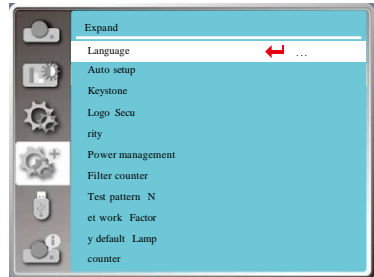 Expand
Language ...
Auto setup
Keystone
Logo Secu
rity
Power management
Filter counter
Test pattern N
et work Factor
y default Lamp
counter